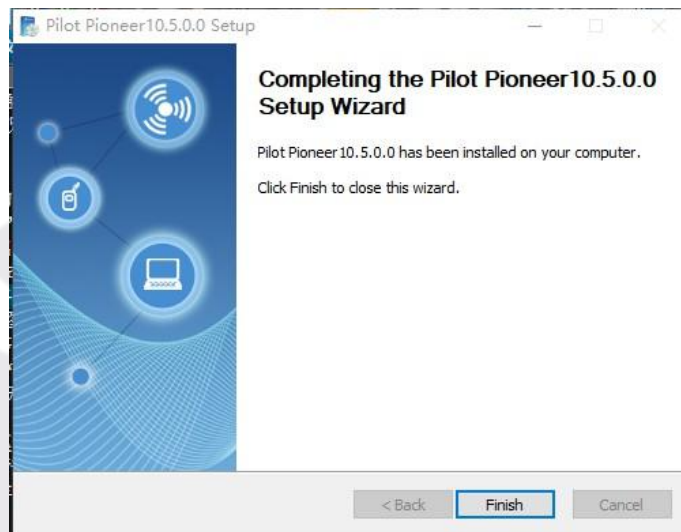 Pilot Pioneer10.5.0.0 Setup
Completing the Pilot Pioneer10.5.0.0
Setup Wizard
Pilot Pioneer10.5.0.0 has been installed on your computer.
Click Finish to close this wizard.
< Back Finish Cancel